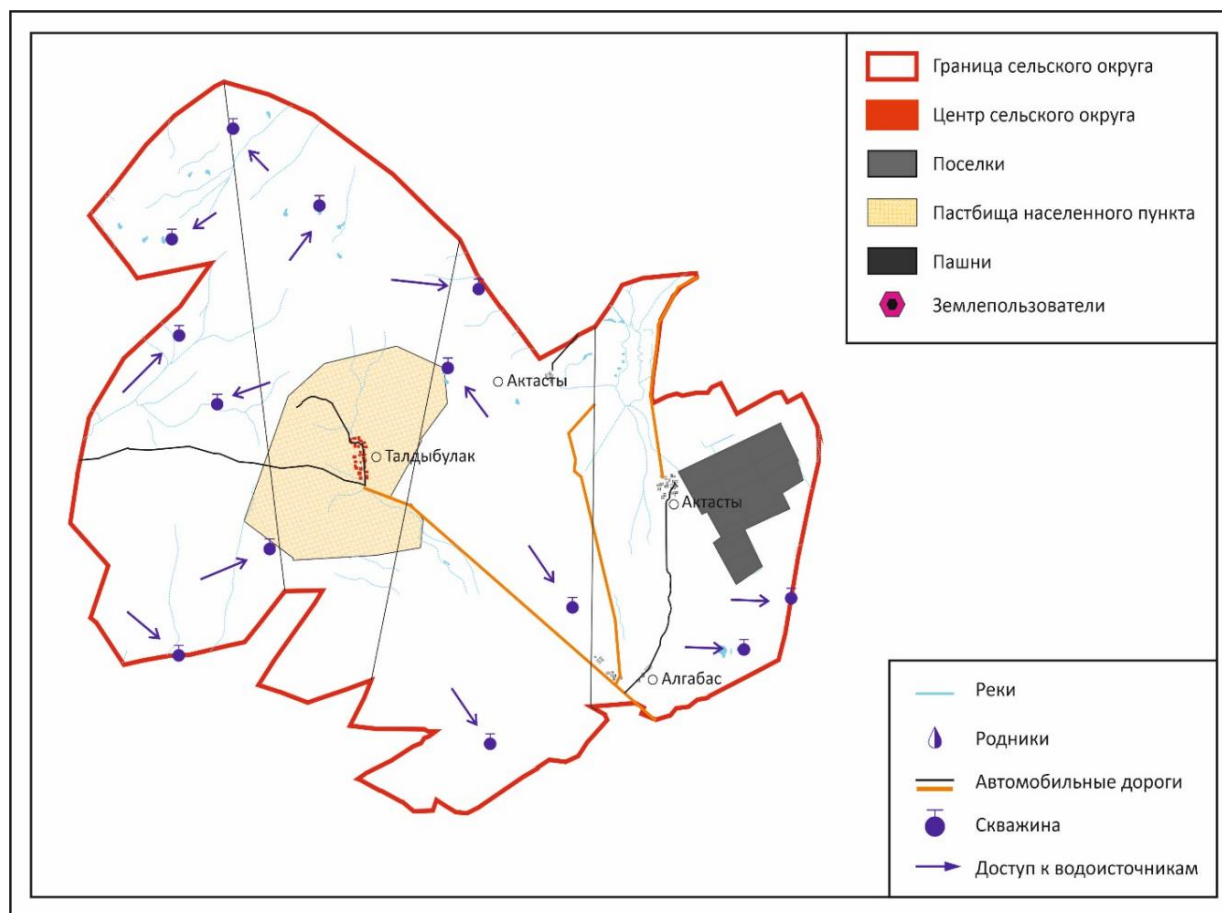 Граница сельского округа
Центр сельского округа
Поселки
Пастбища населенного пункта
Пашни
Землепользователи
Актасты
Талдыбулак
Актасты
Алгабас
Реки
Родники
Автомобильные дороги
Скважина
Доступ к водоисточникам